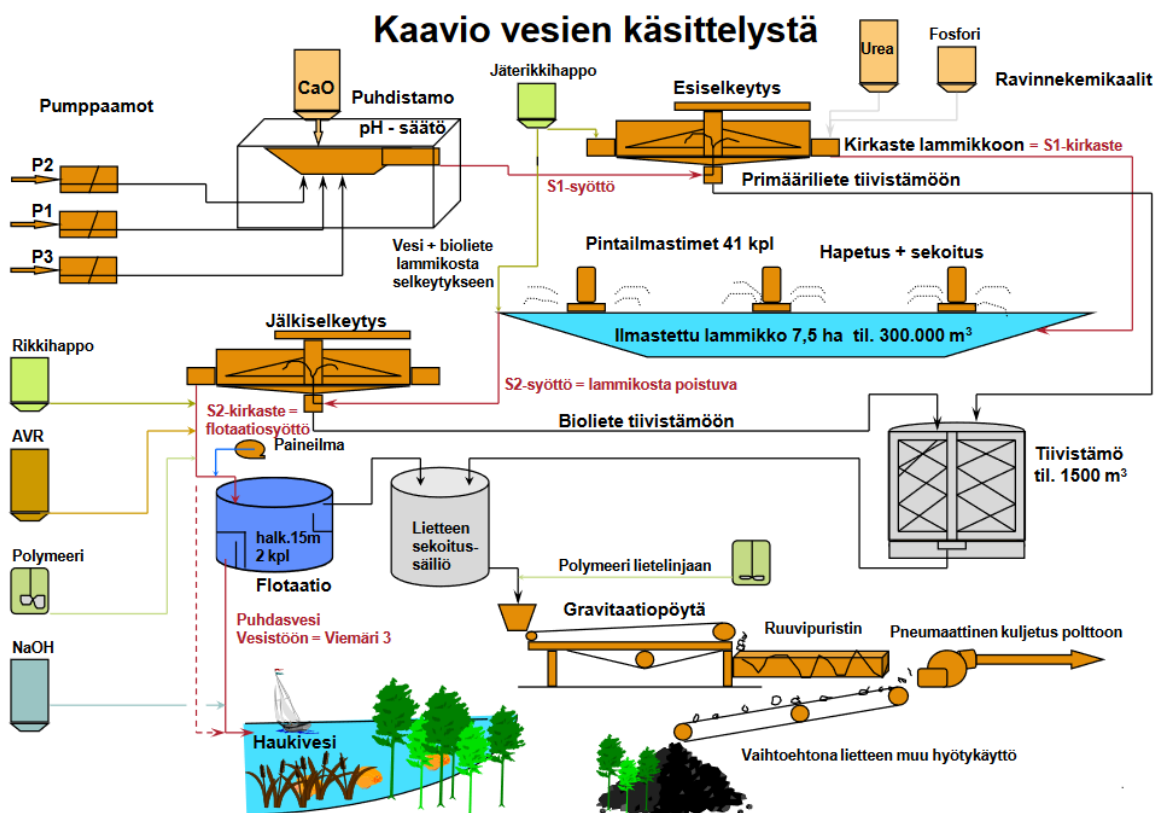 Kaavio vesien käsittelystä
Pumppaamot
CaO
Puhdistamo
pH - säätö
Jäterikkihappo
Esiselkeytys
Urea
Fosfori
Ravinnekemikaalit
P2
P1
P3
S1-syöttö
Kirkaste lammikkoon = S1-kirkaste
Primääriliete tiivistämöön
Vesi + bioliete
lammikosta
selkeytykseen
Pintailmastimet 41 kpl
Hapetus + sekoitus
Ilmastettu lammikko 7,5 ha til. 300.000 m³
Jälkiselkeytys
Rikkihappo
S2-syöttö = lammikosta poistuva
S2-kirkaste =
flotaatiosyöttö
Bioliete tiivistämöön
AVR
Paineilma
Tiivistämö
til. 1500 m³
halk.15m
2 kpl
Flotaatio
Lietteen
sekoitus-
säiliö
Polymeeri
Polymeeri lietelinjaan
Gravitaatiopöytä
Puhdasvesi
Vesistöön = Viemäri 3
Ruuvipuristin
Pneumaattinen kuljetus polttoon
NaOH
Haukivesi
Vaihtoehtona lietteen muu hyötykäyttö